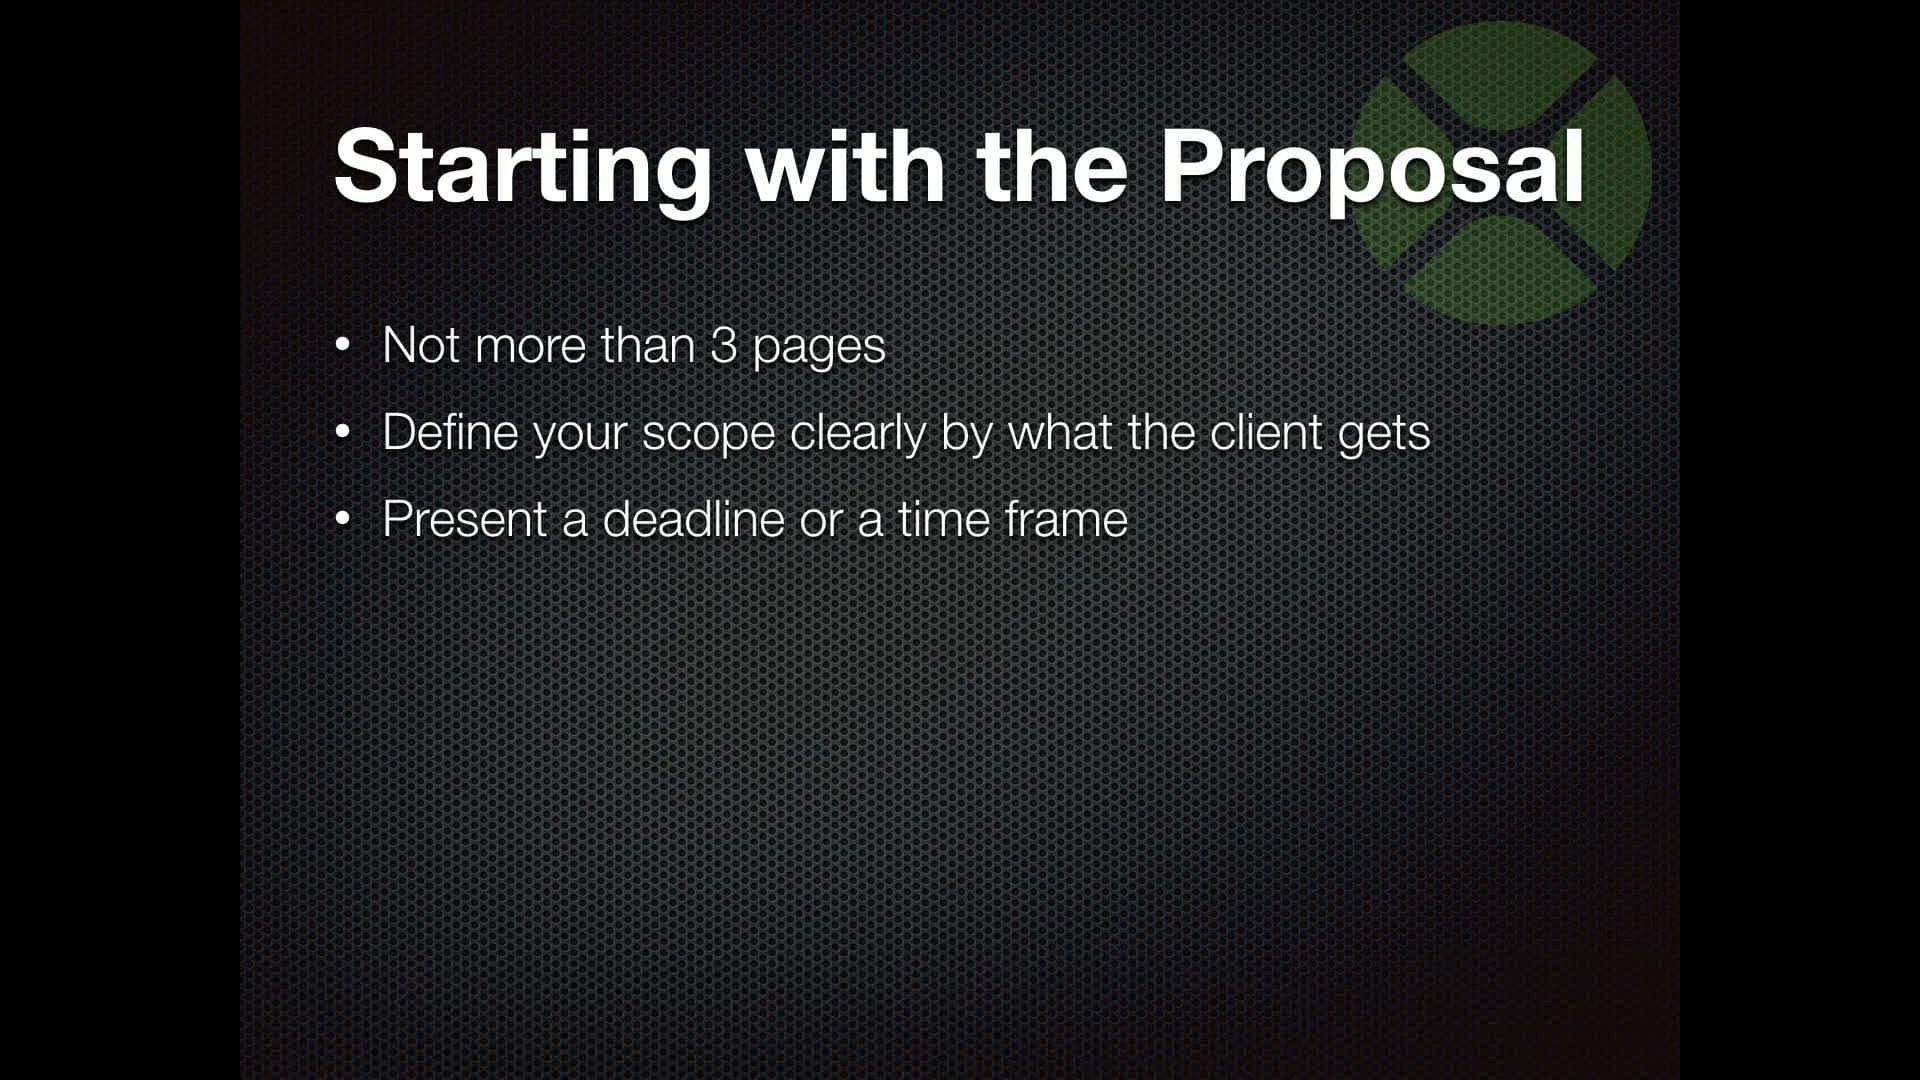 Starting with the Proposal
• Not more than 3 pages
• Define your scope clearly by what the client gets
• Present a deadline or a time frame